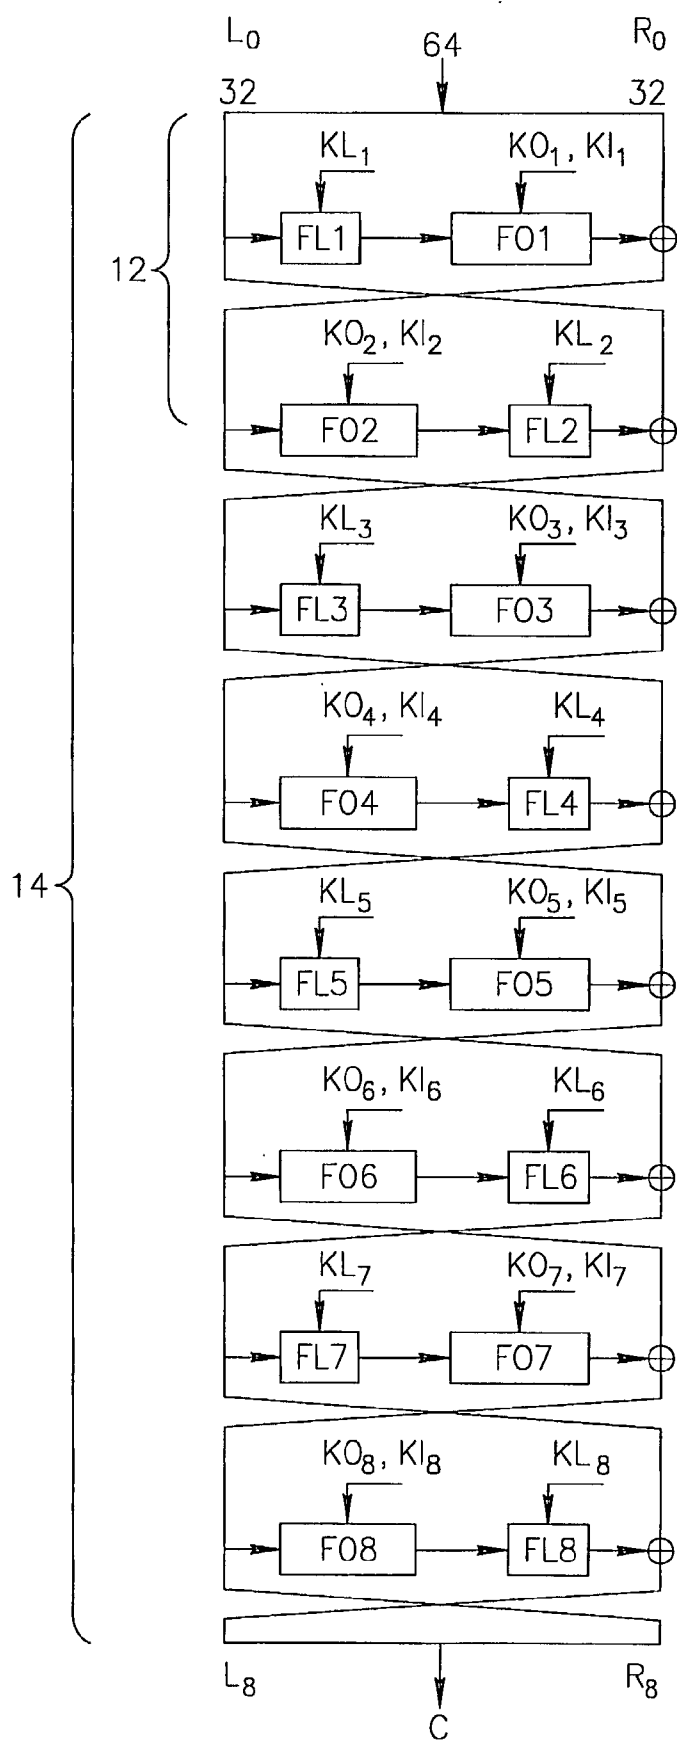 L₀ 64 R₀
32 32
KL₁ KO₁, KI₁
FL1 FO1
12
KO₂, KI₂ KL₂
FO2 FL2
KL₃ KO₃, KI₃
FL3 FO3
KO₄, KI₄ KL₄
FO4 FL4
14
KL₅ KO₅, KI₅
FL5 FO5
KO₆, KI₆ KL₆
FO6 FL6
KL₇ KO₇, KI₇
FL7 FO7
KO₈, KI₈ KL₈
FO8 FL8
L₈ R₈
C